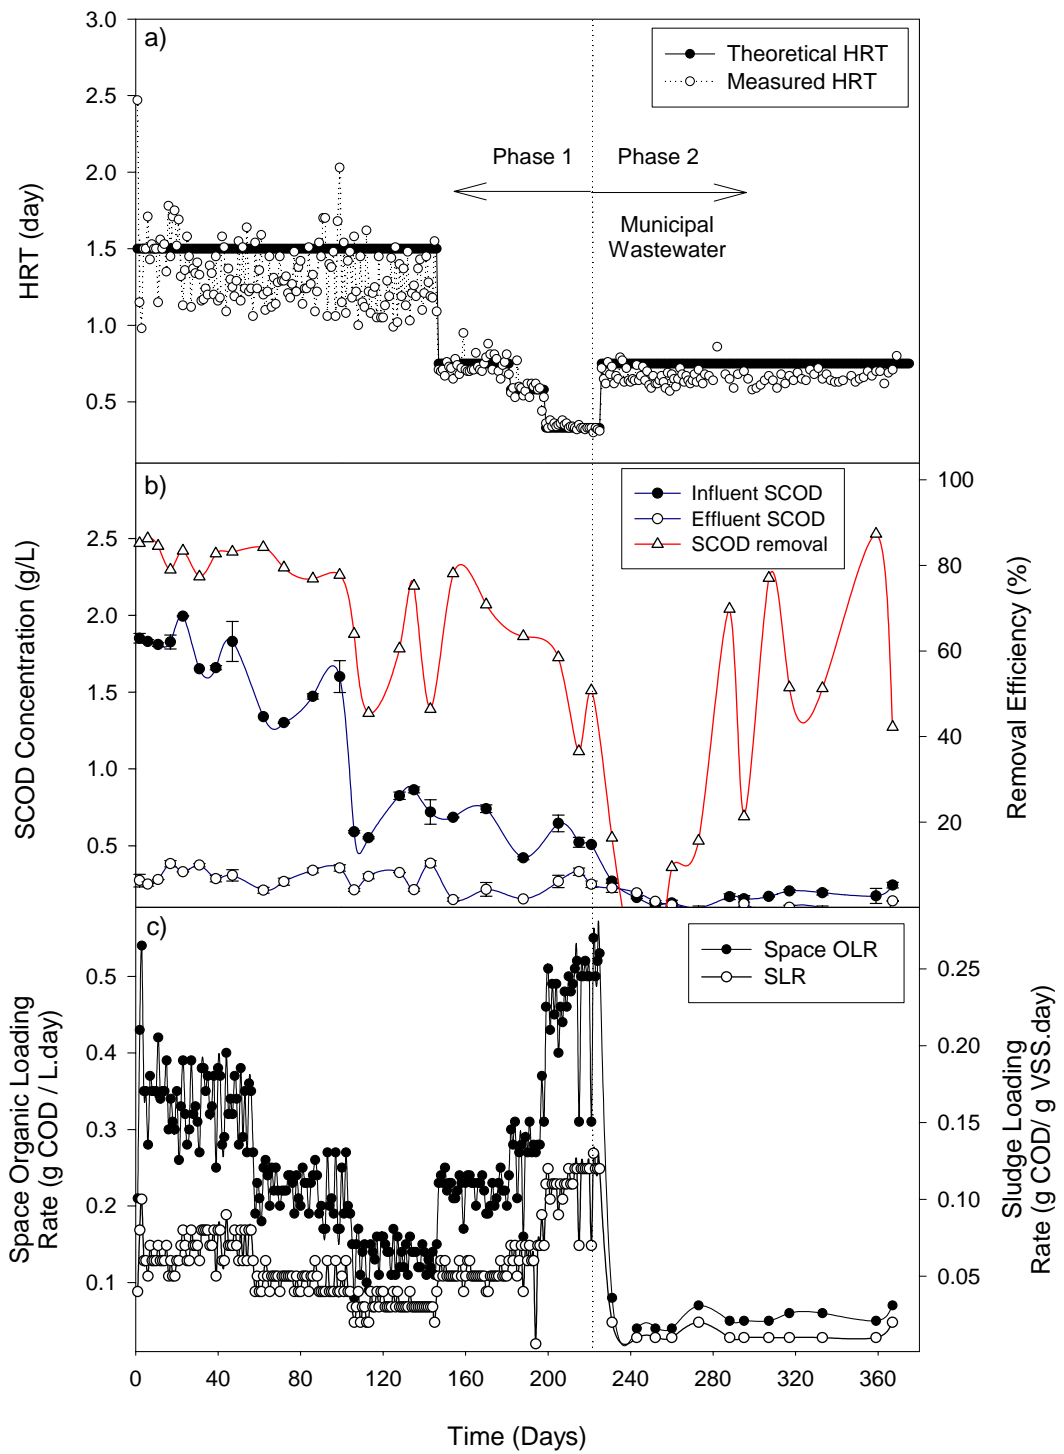 a)
3.0
2.5
2.0
1.5
1.0
0.5
HRT (day)
Theoretical HRT
Measured HRT
Phase 1
Phase 2
Municipal
Wastewater
b)
2.5
2.0
1.5
1.0
0.5
SCOD Concentration (g/L)
Influent SCOD
Effluent SCOD
SCOD removal
100
80
60
40
20
Removal Efficiency (%)
c)
0.5
0.4
0.3
0.2
0.1
Space Organic Loading
Rate (g COD / L.day)
Space OLR
SLR
0.25
0.20
0.15
0.10
0.05
Sludge Loading
Rate (g COD/ g VSS.day)
0 40 80 120 160 200 240 280 320 360
Time (Days)